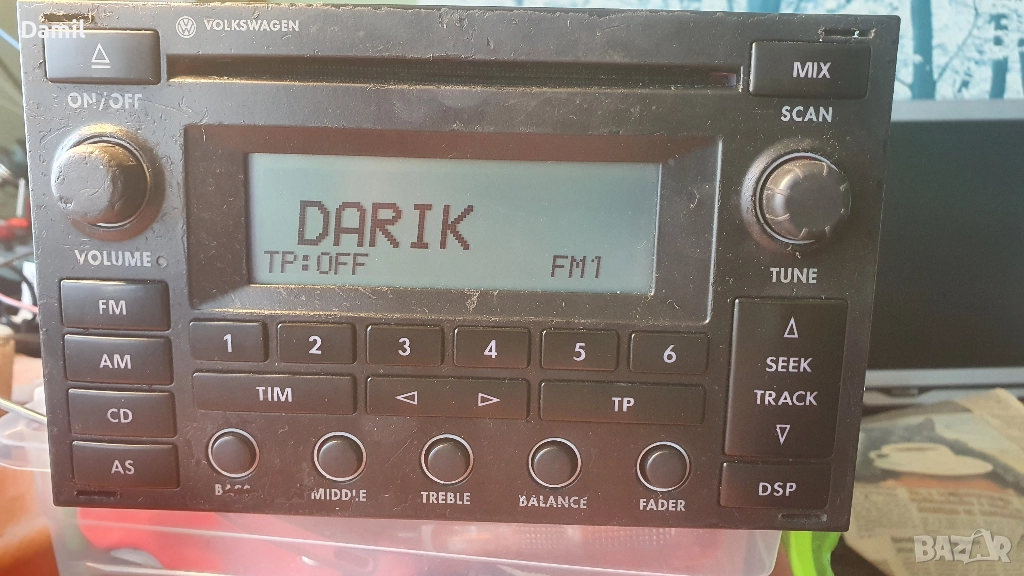 Damil
VOLKSWAGEN
MIX
ON/OFF
SCAN
DARIK
TP:OFF FM1
VOLUME
TUNE
FM
1 2 3 4 5 6
AM
SEEK
TRACK
TIM
TP
CD
AS
MIDDLE TREBLE BALANCE FADER
DSP
BAZAR